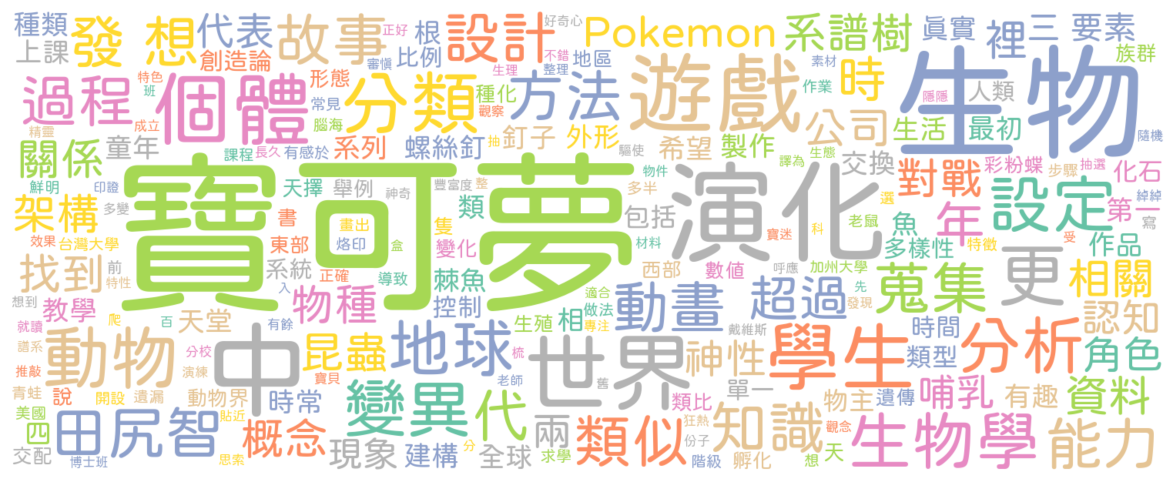 種類 發 想 代表 故事 正好 根 設計 好奇心 Pokemon 系譜樹 眞實 裡 三 要素
上課 創造論 審愼 比例 不錯 整理 地區 素材 族群
過程 特色 班 個體 形態 分類 生理 種化 方法 遊戲 時 作業 生物 隱隱 人類
精靈 成立 常見 腦海 觀察 抽 釘子 外形 希望 驅使 製作 公司 生活 最初 隨機
關係 童年 課程 長久 有感於 系列 螺絲釘 物件 譯為 生態 交換 彩粉蝶 步驟 抽選 化石
鮮明 印證 天擇 舉例 神奇 豐富度 整 類 多半 演化 選 對戰 設定 綽綽
架構 多變 寶可夢 書 畫出 隻 包括 老鼠 魚 年 第一 寫
效果 台灣大學 東部 烙印 變化 寶迷 科 多樣性 特徵 受 作品
找到 前 特性 系統 正確 盒 棘魚 材料 西部 數値 呼應 加州大學 先 蒐集 更 相關
想到 教學 入 導致 物種 控制 適合 做法 動畫 超過 發現
就讀 爬 百 天堂 有餘 生殖 相 專注 戴維斯 時間 認知
譜系 動物 分校 中 昆蟲 地球 梳 世界 神性 學生 類型 分析 角色
推敲 演練 寶貝 老師 舊 單一 哺乳 有趣 資料
青蛙 說 開設 遺漏 動物界 時常 變異 代 類比 物主 遺傳
美國 四 田尻智 貼近 概念 兩 類似 狂熱 知識 觀念 生物學 能力
交配 博士班 思索 現象 建構 分 全球 求學 份子 階級 孵化 想 天